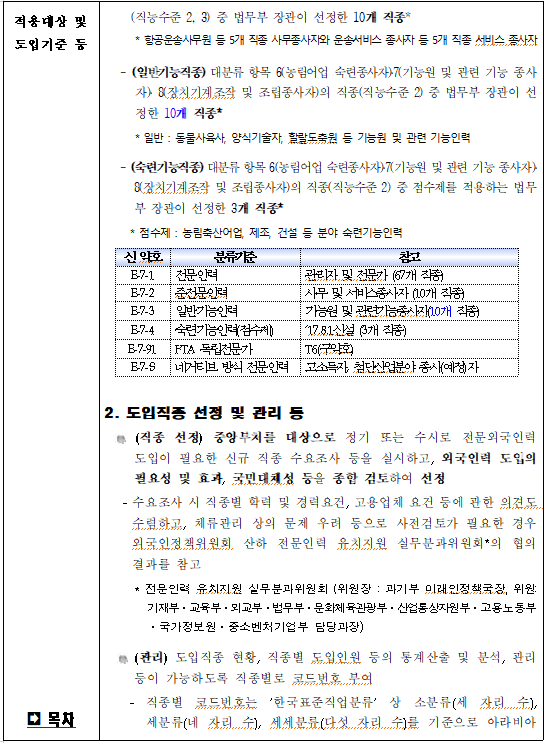 적용대상 및
도입기준 등
(직능수준 2, 3) 중 법무부 장관이 선정한 10개 직종*
* 항공운송사무원 등 5개 직종 사무종사자와 운송서비스 종사자 등 5개 직종 서비스 종사자
- (일반기능직종) 대분류 항목 6(농림어업 숙련종사자)·7(기능원 및 관련 기능 종사
자)· 8(장치기계조작 및 조립종사자)의 직종(직능수준 2) 중 법무부 장관이 선
정한 10개 직종*
* 일반 : 동물사육사, 양식기술자, 할랄도축원 등 기능원 및 관련 기능인력
- (숙련기능직종) 대분류 항목 6(농림어업 숙련종사자)·7(기능원 및 관련 기능 종사자)·
8(장치기계조작 및 조립종사자)의 직종(직능수준 2) 중 점수제를 적용하는 법무
부 장관이 선정한 3개 직종*
* 점수제 : 농림축산어업, 제조, 건설 등 분야 숙련기능인력
신 약호 분류기준 참고
E-7-1 전문인력 관리자 및 전문가 (67개 직종)
E-7-2 준전문인력 사무 및 서비스종사자 (10개 직종)
E-7-3 일반기능인력 기능원 및 관련기능종사자(10개 직종)
E-7-4 숙련기능인력(점수제) '17.8.1신설 (3개 직종)
E-7-91 FTA 독립전문가 T6(구약호)
E-7-S 네거티브 방식 전문인력 고소득자, 첨단산업분야 종사(예정)자
2. 도입직종 선정 및 관리 등
(직종 선정) 중앙부처를 대상으로 정기 또는 수시로 전문외국인력
도입이 필요한 신규 직종 수요조사 등을 실시하고, 외국인력 도입의
필요성 및 효과, 국민대체성 등을 종합 검토하여 선정
- 수요조사 시 직종별 학력 및 경력요건, 고용업체 요건 등에 관한 의견도
수렴하고, 체류관리 상의 문제 우려 등으로 사전검토가 필요한 경우
외국인정책위원회 산하 전문인력 유치지원 실무분과위원회*의 협의
결과를 참고
* 전문인력 유치지원 실무분과위원회 (위원장 : 과기부 미래인정책국장, 위원:
기재부·교육부·외교부·법무부·문화체육관광부·산업통상자원부·고용노동부
·국가정보원·중소벤처기업부 담당과장)
(관리) 도입직종 현황, 직종별 도입인원 등의 통계산출 및 분석, 관리
등이 가능하도록 직종별로 코드번호 부여
- 직종별 코드번호는 '한국표준직업분류' 상 소분류(세 자리 수),
세분류(네 자리 수), 세세분류(다섯 자리 수)를 기준으로 아라비아
목차